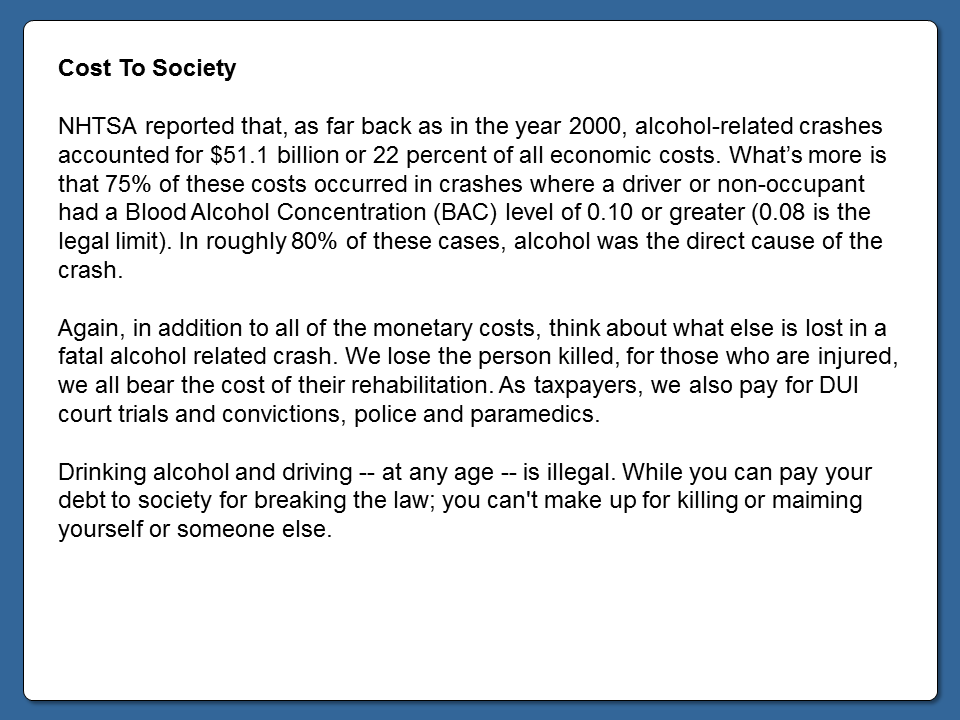 Cost To Society
NHTSA reported that, as far back as in the year 2000, alcohol-related crashes
accounted for $51.1 billion or 22 percent of all economic costs. What’s more is
that 75% of these costs occurred in crashes where a driver or non-occupant
had a Blood Alcohol Concentration (BAC) level of 0.10 or greater (0.08 is the
legal limit). In roughly 80% of these cases, alcohol was the direct cause of the
crash.
Again, in addition to all of the monetary costs, think about what else is lost in a
fatal alcohol related crash. We lose the person killed, for those who are injured,
we all bear the cost of their rehabilitation. As taxpayers, we also pay for DUI
court trials and convictions, police and paramedics.
Drinking alcohol and driving -- at any age -- is illegal. While you can pay your
debt to society for breaking the law; you can't make up for killing or maiming
yourself or someone else.